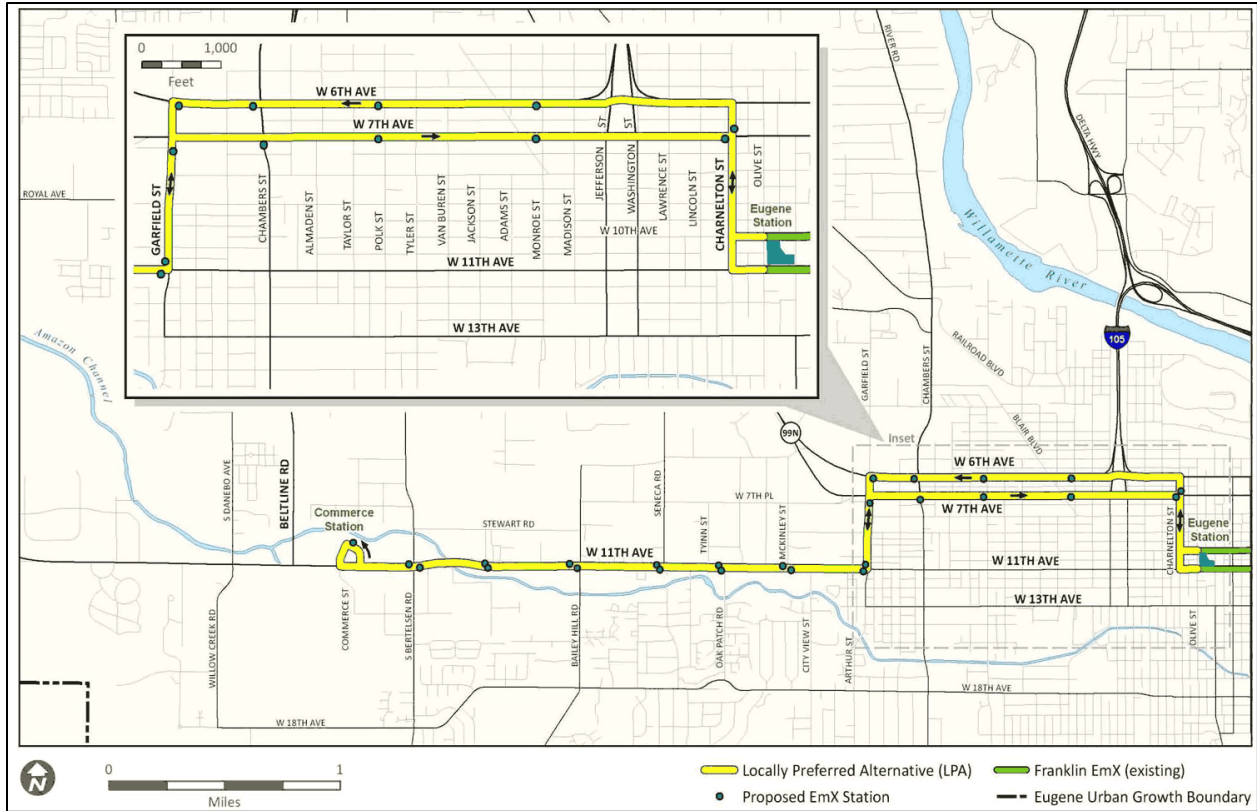 0 1,000
Feet
W 6TH AVE
W 7TH AVE
GARFIELD ST
CHAMBERS ST
ALMADEN ST
TAYLOR ST
POLK ST
TYLER ST
VAN BUREN ST
JACKSON ST
ADAMS ST
MONROE ST
MADISON ST
JEFFERSON ST
WASHINGTON ST
LAWRENCE ST
LINCOLN ST
CHARNELTON ST
OLIVE ST
Eugene
Station
W 10TH AVE
W 11TH AVE
W 13TH AVE
ROYAL AVE
RIVER RD
DELTA HWY
Willamette River
105
Amazon Channel
RAILROAD BLVD
GARFIELD ST
CHAMBERS ST
BLAIR BLVD
99N
Inset
S DANEBO AVE
BELTLINE RD
Commerce
Station
STEWART RD
SENECA RD
W 7TH PL
TYINN ST
MCKINLEY ST
W 6TH AVE
W 7TH AVE
W 11TH AVE
W 11TH AVE
W 13TH AVE
CHARNELTON ST
Eugene
Station
WILLOW CREEK RD
COMMERCE ST
S BERTELSEN RD
BAILEY HILL RD
OAK PATCH RD
CITY VIEW ST
ARTHUR ST
OLIVE ST
W 18TH AVE
W 18TH AVE
N
0 1
Miles
Locally Preferred Alternative (LPA)
Franklin EmX (existing)
Proposed EmX Station
Eugene Urban Growth Boundary